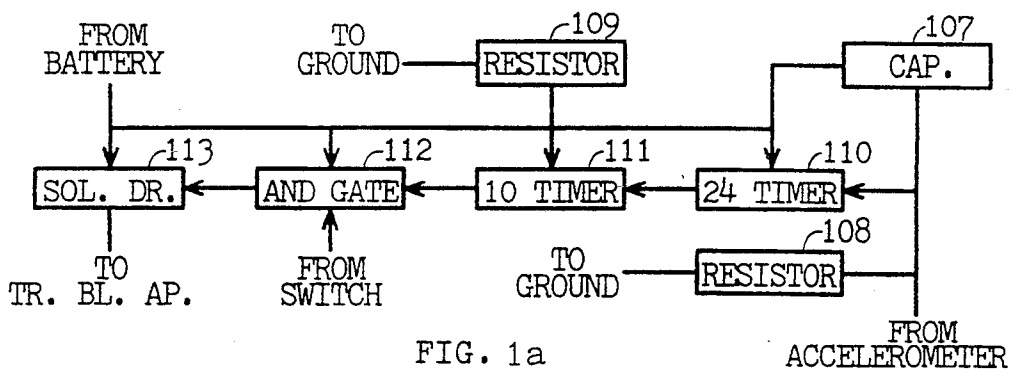 FROM
BATTERY
TO
GROUND
109
RESISTOR
107
CAP.
113
SOL. DR.
112
AND GATE
111
10 TIMER
110
24 TIMER
108
RESISTOR
TO
TR. BL. AP.
FROM
SWITCH
TO
GROUND
FROM
ACCELEROMETER
FIG. 1a